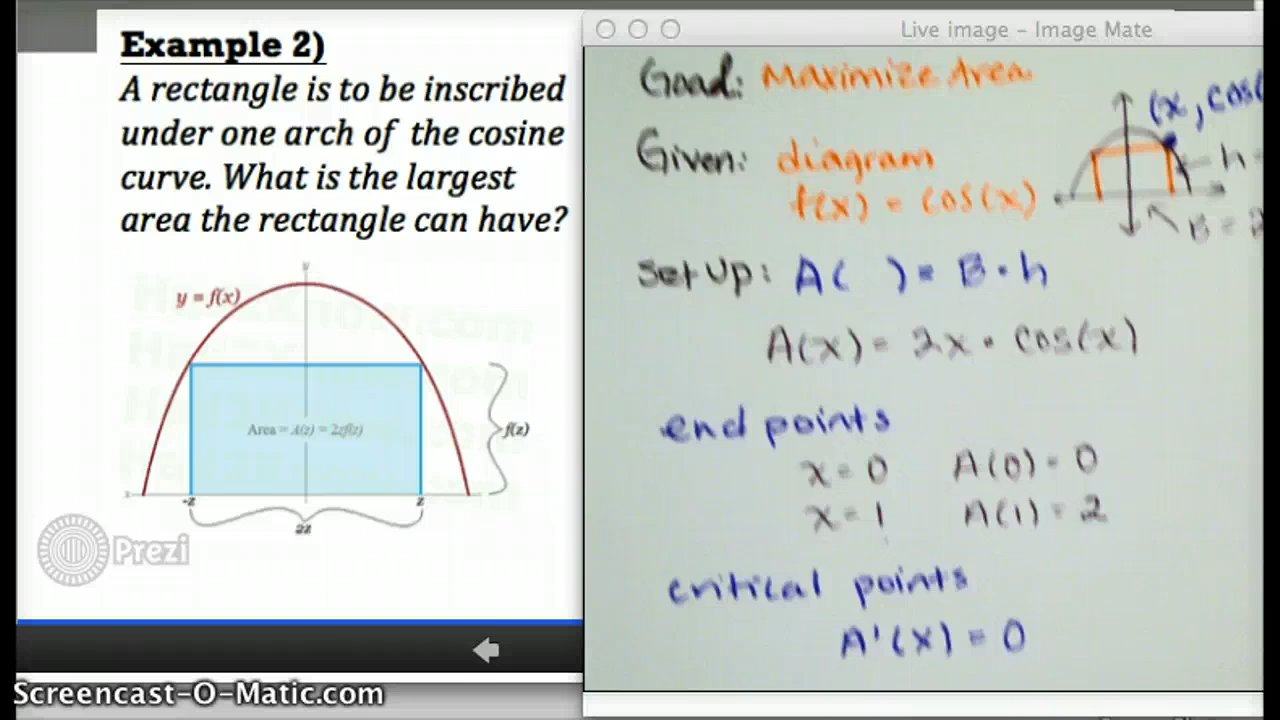 Example 2)
A rectangle is to be inscribed
under one arch of the cosine
curve. What is the largest
area the rectangle can have?
y
y = f(x)
Area = A(z) = 2zf(z)
f(z)
x
-z
z
2z
Prezi
Screencast-O-Matic.com
Live image - Image Mate
Goal: Maximize Area
(x, cos(
Given: diagram
h =
f(x) = cos(x)
B = 2
Set Up: A( ) = B · h
A(x) = 2x · cos(x)
end points
x = 0 A(0) = 0
x = 1 A(1) = 2
critical points
A'(x) = 0